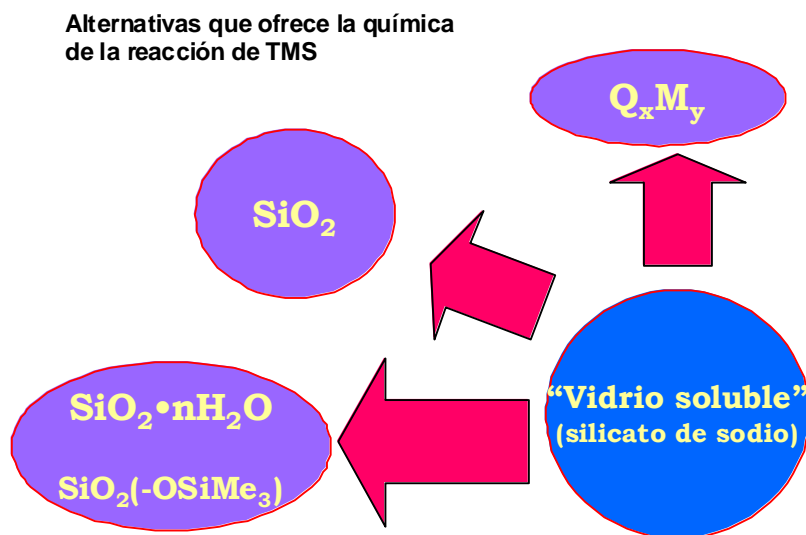 Alternativas que ofrece la química
de la reacción de TMS
QₓMᵧ
SiO₂
"Vidrio soluble"
(silicato de sodio)
SiO₂•nH₂O
SiO₂(-OSiMe₃)